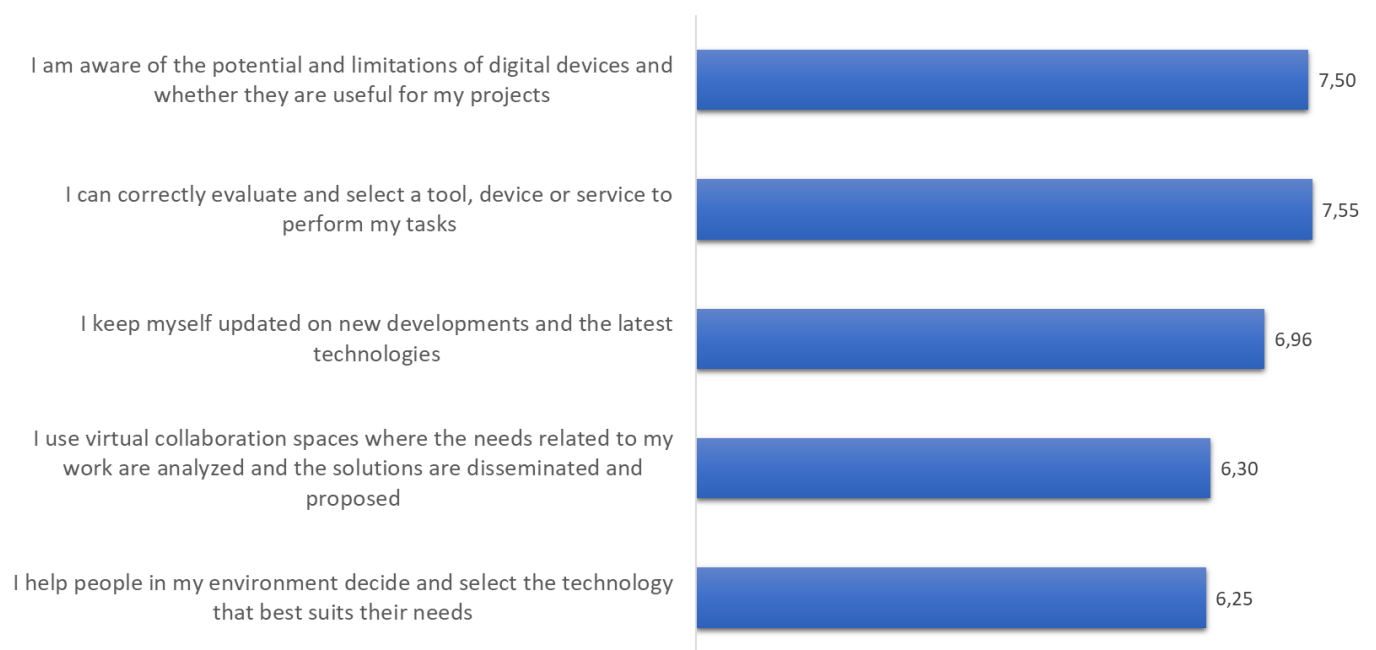 I am aware of the potential and limitations of digital devices and
whether they are useful for my projects
7,50
I can correctly evaluate and select a tool, device or service to
perform my tasks
7,55
I keep myself updated on new developments and the latest
technologies
6,96
I use virtual collaboration spaces where the needs related to my
work are analyzed and the solutions are disseminated and
proposed
6,30
I help people in my environment decide and select the technology
that best suits their needs
6,25